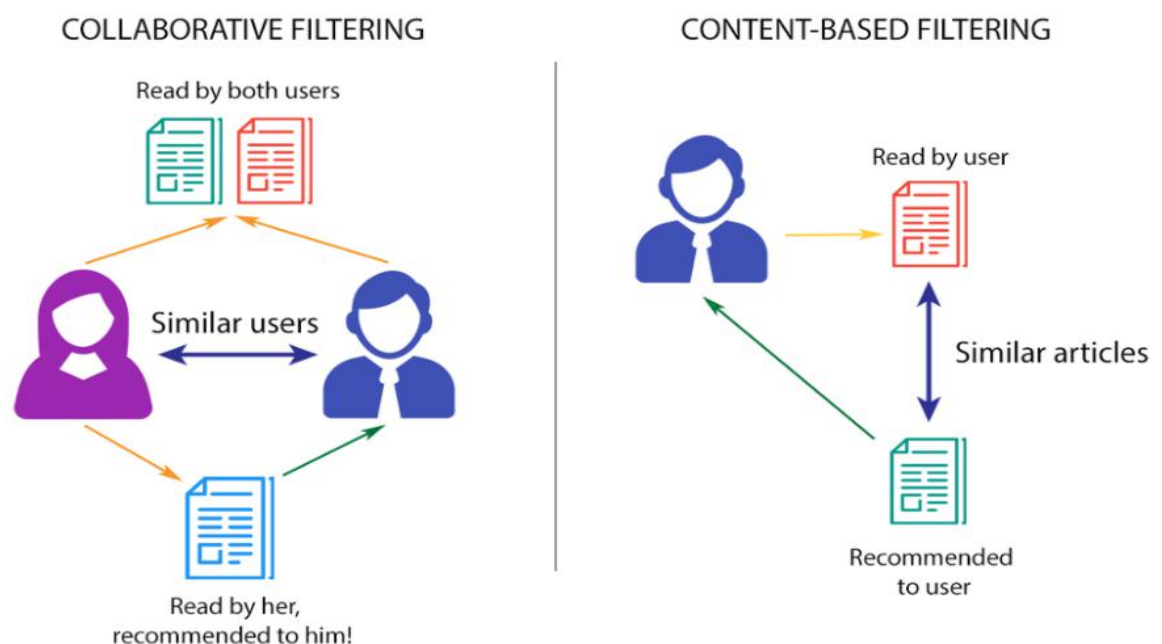 COLLABORATIVE FILTERING
Read by both users
Similar users
Read by her,
recommended to him!
CONTENT-BASED FILTERING
Read by user
Similar articles
Recommended
to user